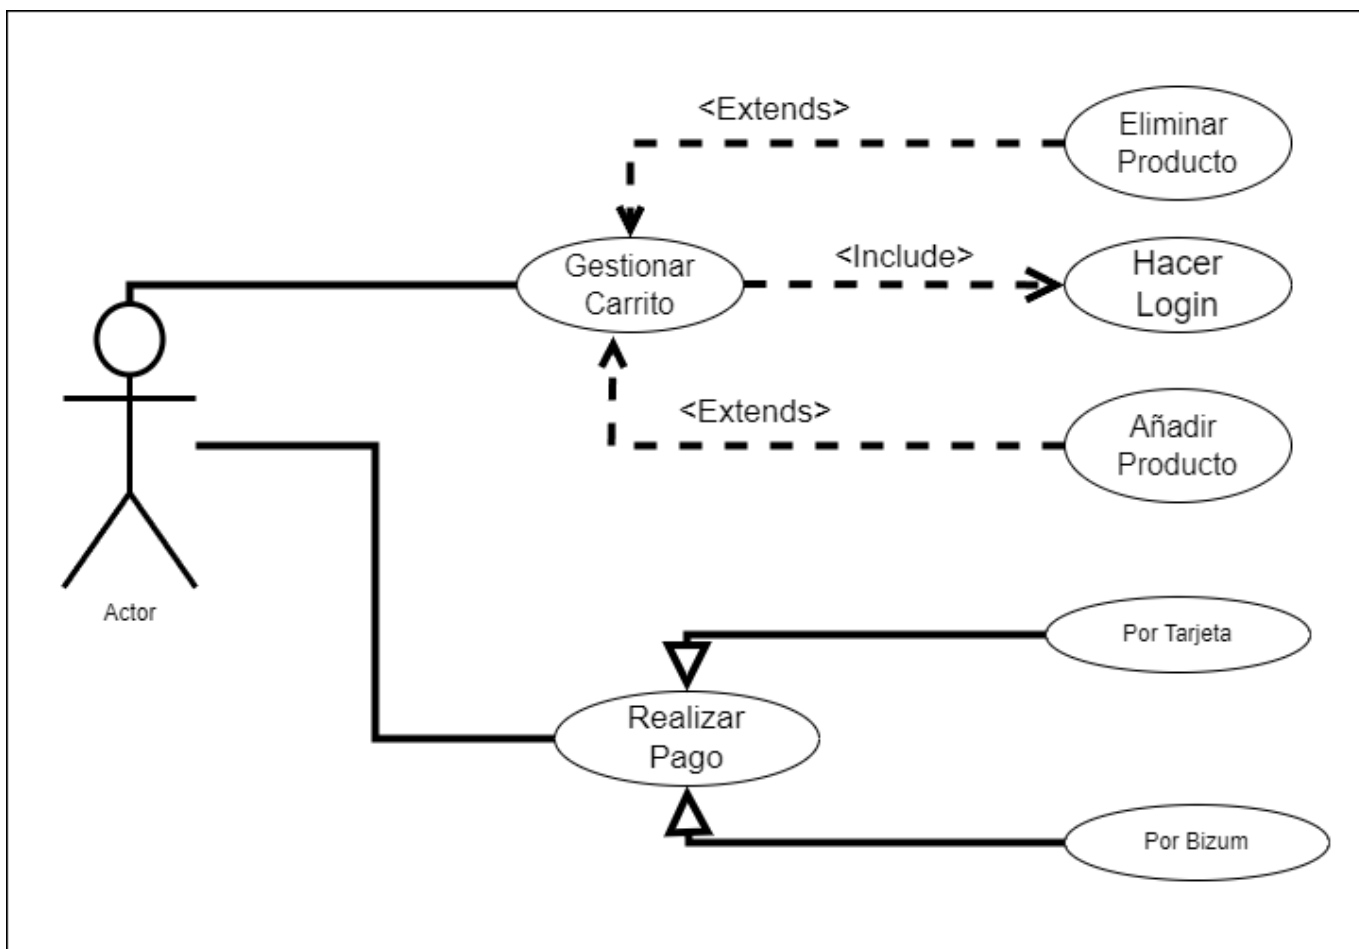 <Extends>
Eliminar
Producto
Gestionar
Carrito
<Include>
Hacer
Login
<Extends>
Añadir
Producto
Actor
Por Tarjeta
Realizar
Pago
Por Bizum